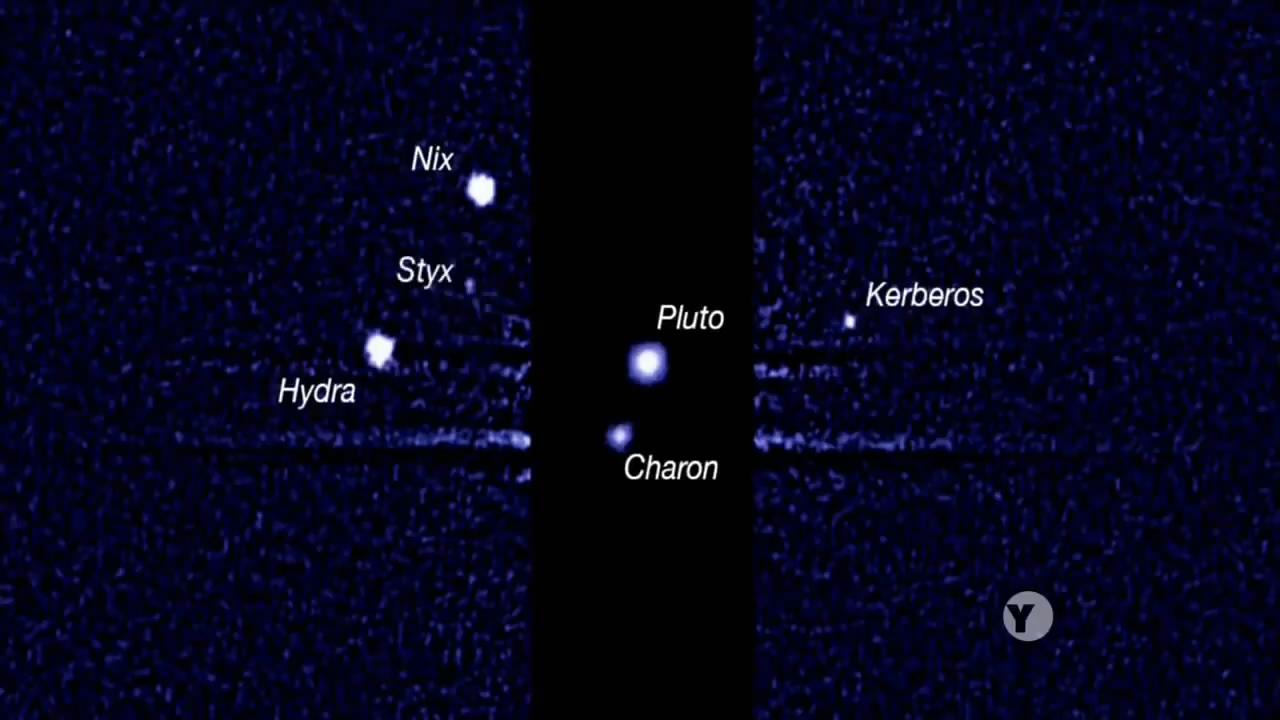 Nix
Styx
Kerberos
Pluto
Hydra
Charon
Y